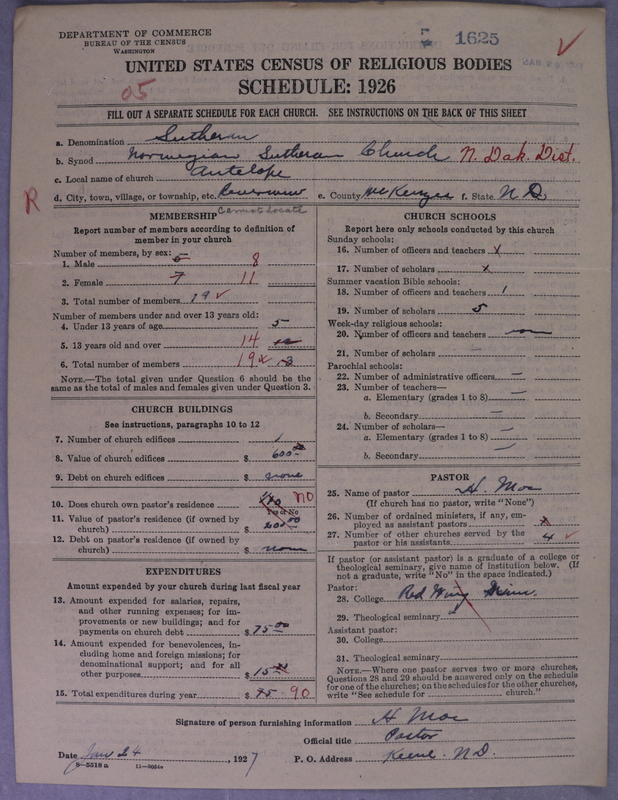 DEPARTMENT OF COMMERCE
BUREAU OF THE CENSUS
WASHINGTON
1625
UNITED STATES CENSUS OF RELIGIOUS BODIES
SCHEDULE: 1926
05
FILL OUT A SEPARATE SCHEDULE FOR EACH CHURCH. SEE INSTRUCTIONS ON THE BACK OF THIS SHEET
a. Denomination Lutheran
b. Synod Norwegian Lutheran Church N. Dak. Dist.
c. Local name of church Antelope
d. City, town, village, or township, etc. e. County McKenzie f. State N D
R
Cannot locate
MEMBERSHIP
Report number of members according to definition of member in your church
Number of members, by sex:
1. Male 5 8
2. Female 7 11
3. Total number of members 19
Number of members under and over 13 years old:
4. Under 13 years of age 5
5. 13 years old and over 14
6. Total number of members 19 13
NOTE.—The total given under Question 6 should be the same as the total of males and females given under Question 3.
CHURCH BUILDINGS
See instructions, paragraphs 10 to 12
7. Number of church edifices 1
8. Value of church edifices $ 600
9. Debt on church edifices $ none
10. Does church own pastor's residence no
Yes or No
11. Value of pastor's residence (if owned by church) $
12. Debt on pastor's residence (if owned by church) $ none
EXPENDITURES
Amount expended by your church during last fiscal year
13. Amount expended for salaries, repairs, and other running expenses; for improvements or new buildings; and for payments on church debt $ 75 00
14. Amount expended for benevolences, including home and foreign missions; for denominational support; and for all other purposes $ 15
15. Total expenditures during year $ 75 90
CHURCH SCHOOLS
Report here only schools conducted by this church
Sunday schools:
16. Number of officers and teachers x
17. Number of scholars x
Summer vacation Bible schools:
18. Number of officers and teachers 1
19. Number of scholars 5
Week-day religious schools:
20. Number of officers and teachers none
21. Number of scholars —
Parochial schools:
22. Number of administrative officers —
23. Number of teachers—
a. Elementary (grades 1 to 8) —
b. Secondary —
24. Number of scholars—
a. Elementary (grades 1 to 8) —
b. Secondary —
PASTOR
25. Name of pastor H. Moe
(If church has no pastor, write "None")
26. Number of ordained ministers, if any, employed as assistant pastors x
27. Number of other churches served by the pastor or his assistants 4
If pastor (or assistant pastor) is a graduate of a college or theological seminary, give name of institution below. (If not a graduate, write "No" in the space indicated.)
Pastor:
28. College Red Wing Semi.
29. Theological seminary
Assistant pastor:
30. College
31. Theological seminary
NOTE.—Where one pastor serves two or more churches, Questions 28 and 29 should be answered only on the schedule for one of the churches; on the schedules for the other churches, write "See schedule for church."
Signature of person furnishing information H Moe
Official title Pastor
Date Jan 24, 1927 P. O. Address Keene N.D.
8—5518 a